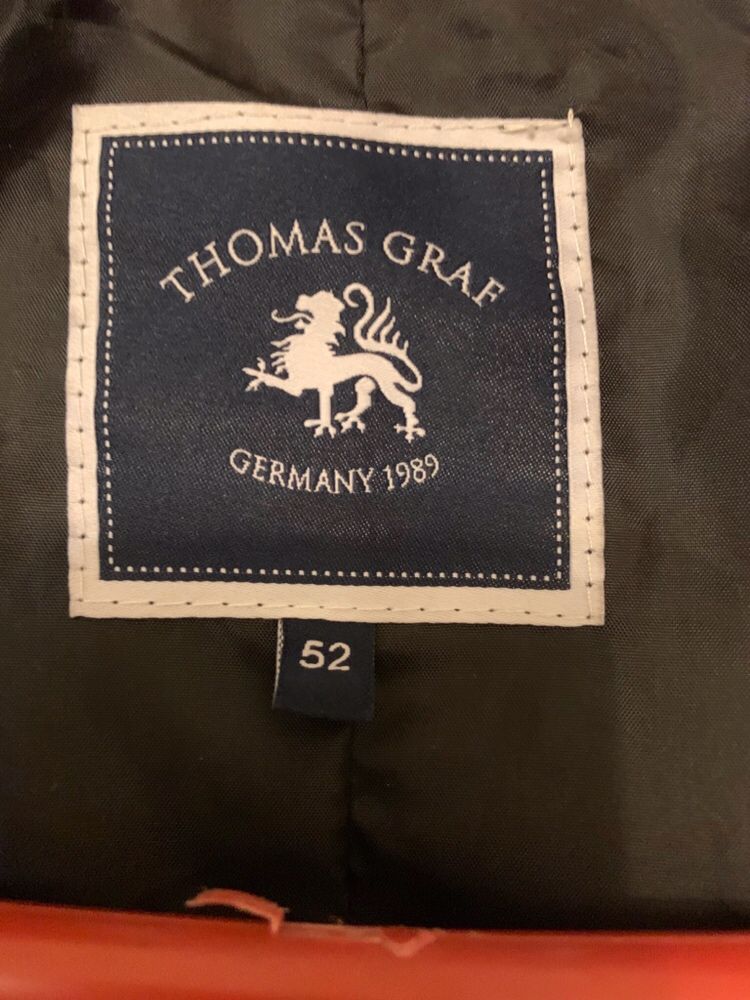 THOMAS GRAF
GERMANY 1989
52